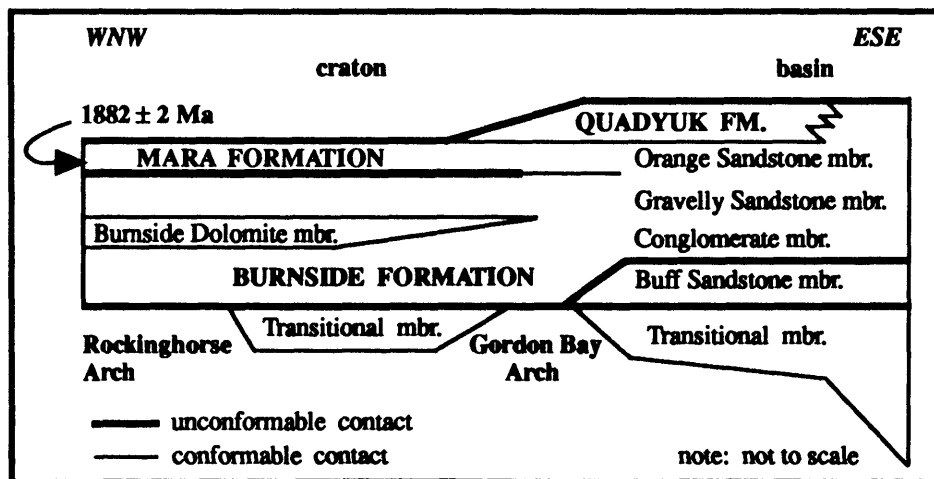 WNW
ESE
craton
basin
1882 ± 2 Ma
QUADYUK FM.
MARA FORMATION
Orange Sandstone mbr.
Gravelly Sandstone mbr.
Burnside Dolomite mbr.
Conglomerate mbr.
BURNSIDE FORMATION
Buff Sandstone mbr.
Transitional mbr.
Transitional mbr.
Rockinghorse
Arch
Gordon Bay
Arch
unconformable contact
conformable contact
note: not to scale